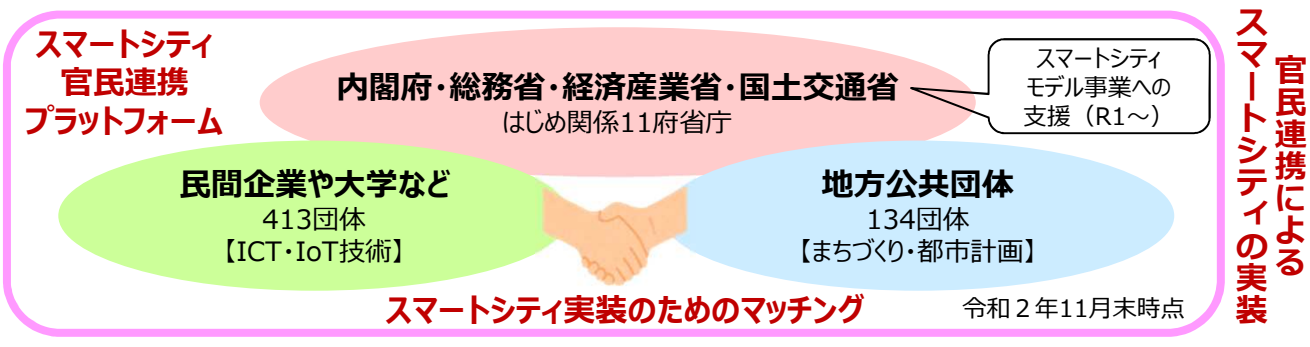 スマートシティ
官民連携
プラットフォーム
内閣府・総務省・経済産業省・国土交通省
はじめ関係11府省庁
スマートシティ
モデル事業への
支援（R1～）
民間企業や大学など
413団体
【ICT・IoT技術】
地方公共団体
134団体
【まちづくり・都市計画】
スマートシティ実装のためのマッチング
令和２年11月末時点
官民連携による
スマートシティの実装